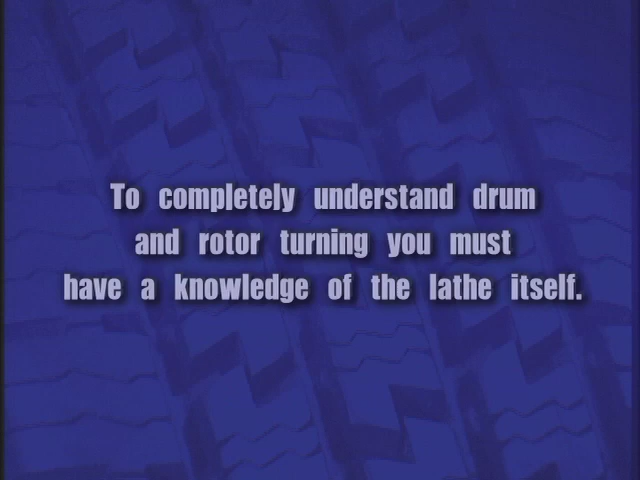 To completely understand drum
and rotor turning you must
have a knowledge of the lathe itself.